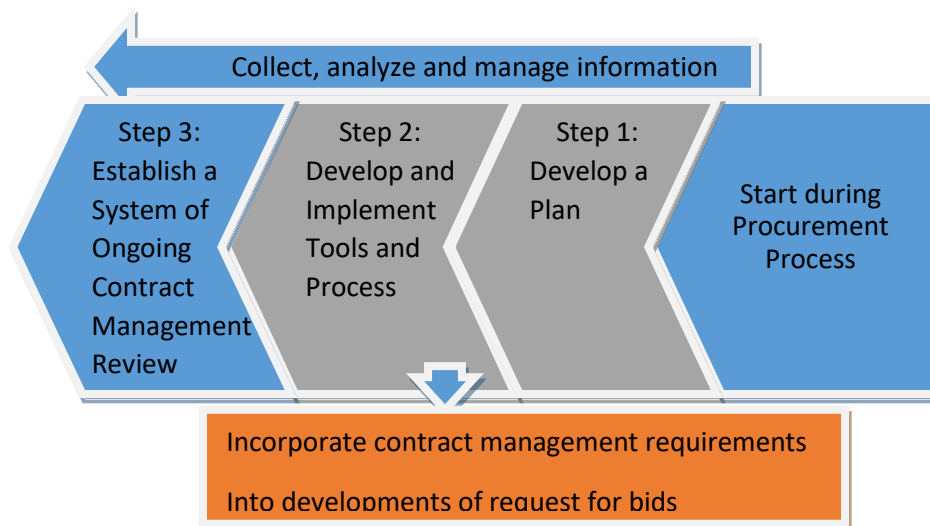 Collect, analyze and manage information
Step 3:
Establish a
System of
Ongoing
Contract
Management
Review
Step 2:
Develop and
Implement
Tools and
Process
Step 1:
Develop a
Plan
Start during
Procurement
Process
Incorporate contract management requirements
Into developments of request for bids